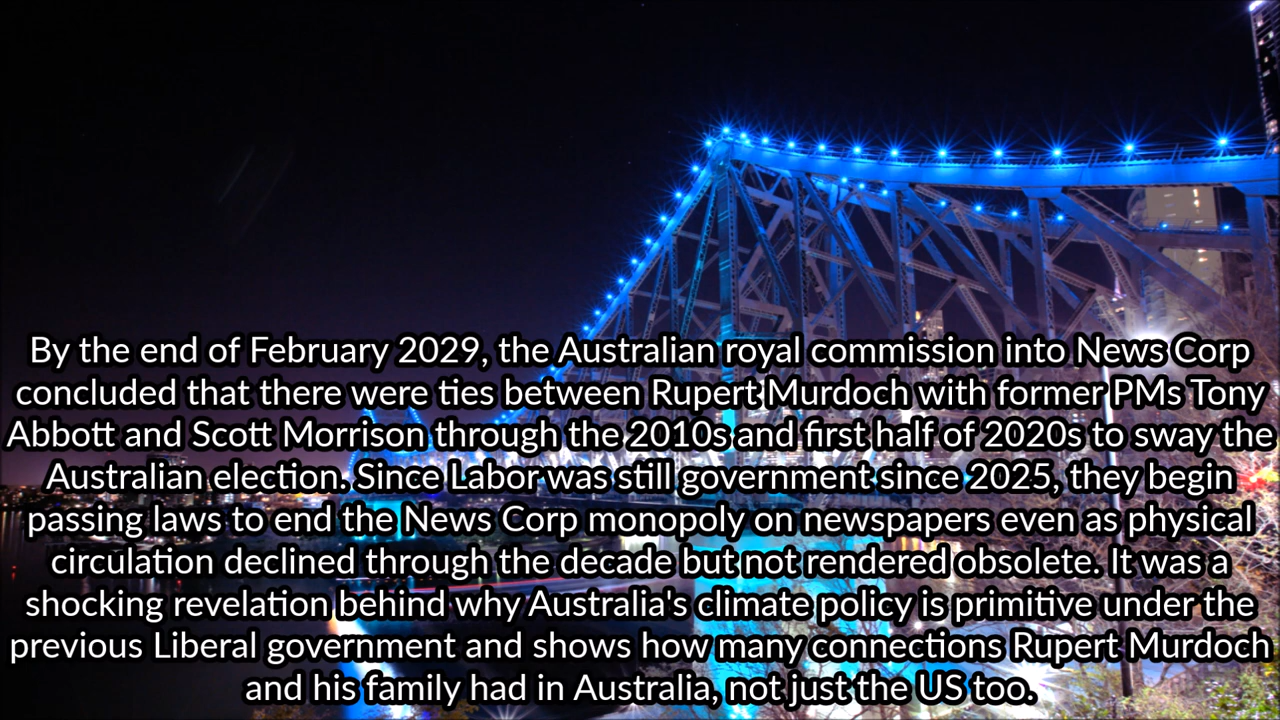 By the end of February 2029, the Australian royal commission into News Corp
concluded that there were ties between Rupert Murdoch with former PMs Tony
Abbott and Scott Morrison through the 2010s and first half of 2020s to sway the
Australian election. Since Labor was still government since 2025, they begin
passing laws to end the News Corp monopoly on newspapers even as physical
circulation declined through the decade but not rendered obsolete. It was a
shocking revelation behind why Australia's climate policy is primitive under the
previous Liberal government and shows how many connections Rupert Murdoch
and his family had in Australia, not just the US too.